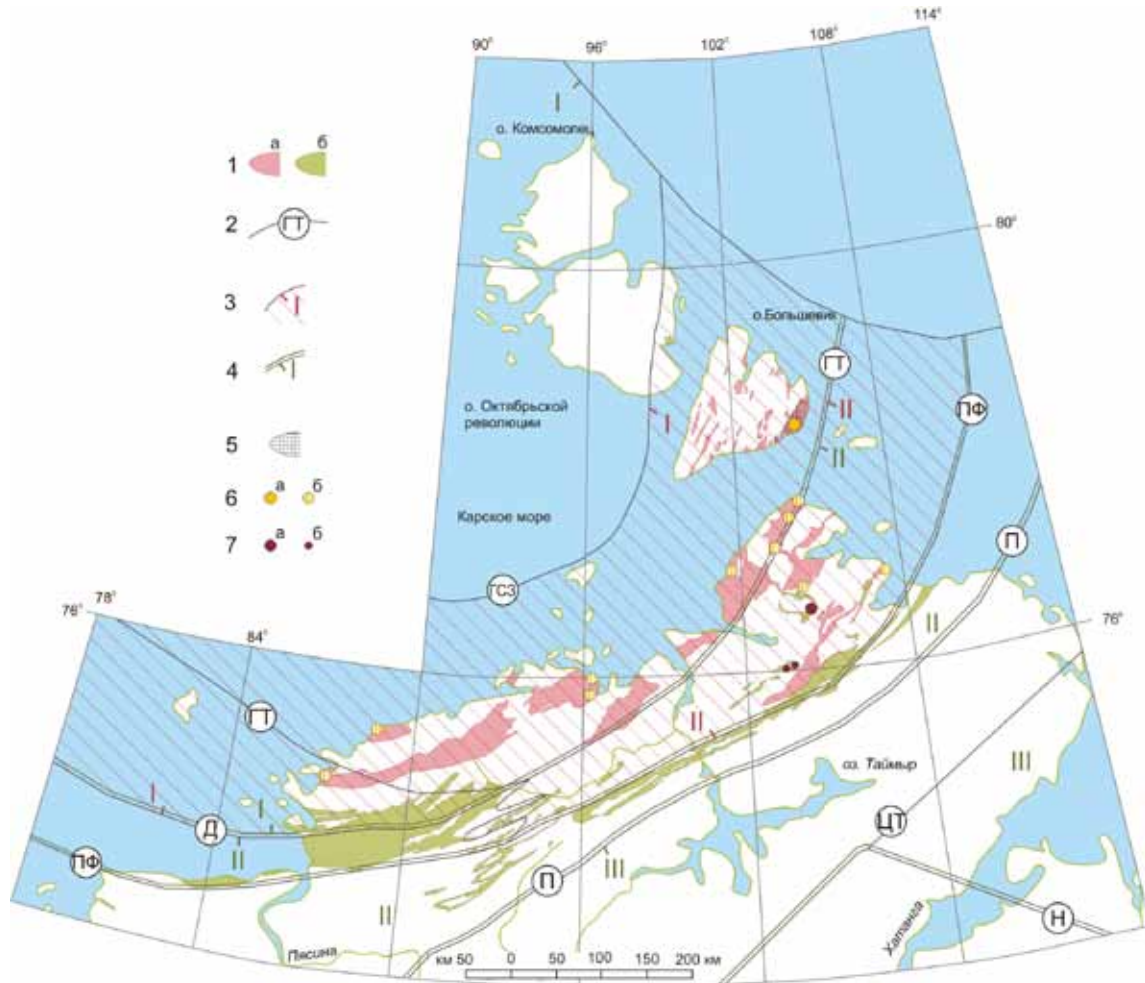 90°
96°
102°
108°
114°
I
о. Комсомоле
1
а
б
2
ГТ
80°
3
I
о.Большевик
4
I
ГТ
ПФ
о. Октябрьской
революции
I
II
II
5
6
а
б
Карское море
П
7
а
б
ГСЗ
76°
78°
84°
II
76°
ГТ
II
оз. Таймыр
III
I
I
Д
II
ЦТ
ПФ
П
III
II
Хатанга
Н
Пясина
км 50
0
50
100
150
200 км